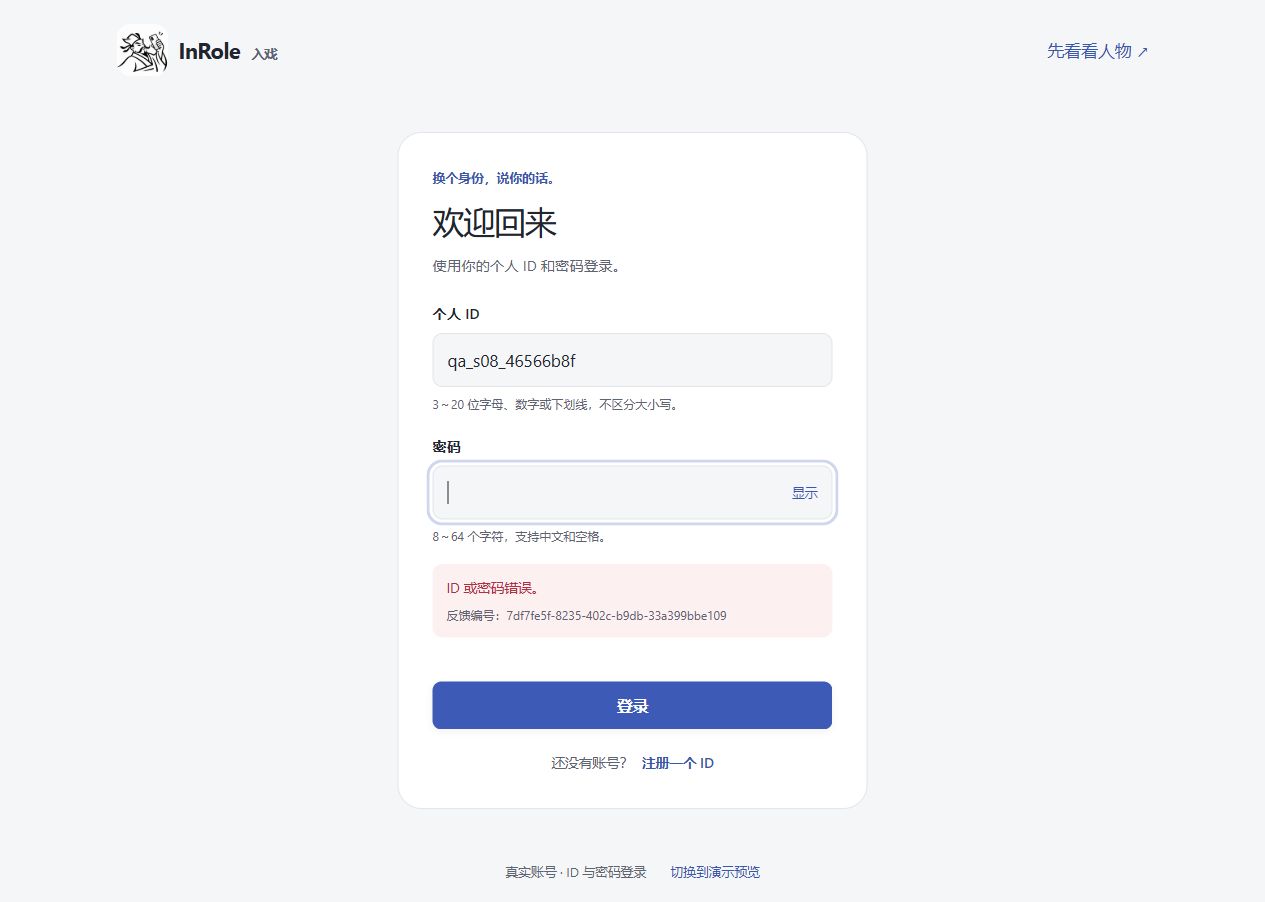 InRole 入戏
先看看人物 ↗
换个身份，说你的话。
欢迎回来
使用你的个人 ID 和密码登录。
个人 ID
qa_s08_46566b8f
3～20 位字母、数字或下划线，不区分大小写。
密码
显示
8～64 个字符，支持中文和空格。
ID 或密码错误。
反馈编号：7df7fe5f-8235-402c-b9db-33a399bbe109
登录
还没有账号？ 注册一个 ID
真实账号 · ID 与密码登录 切换到演示预览